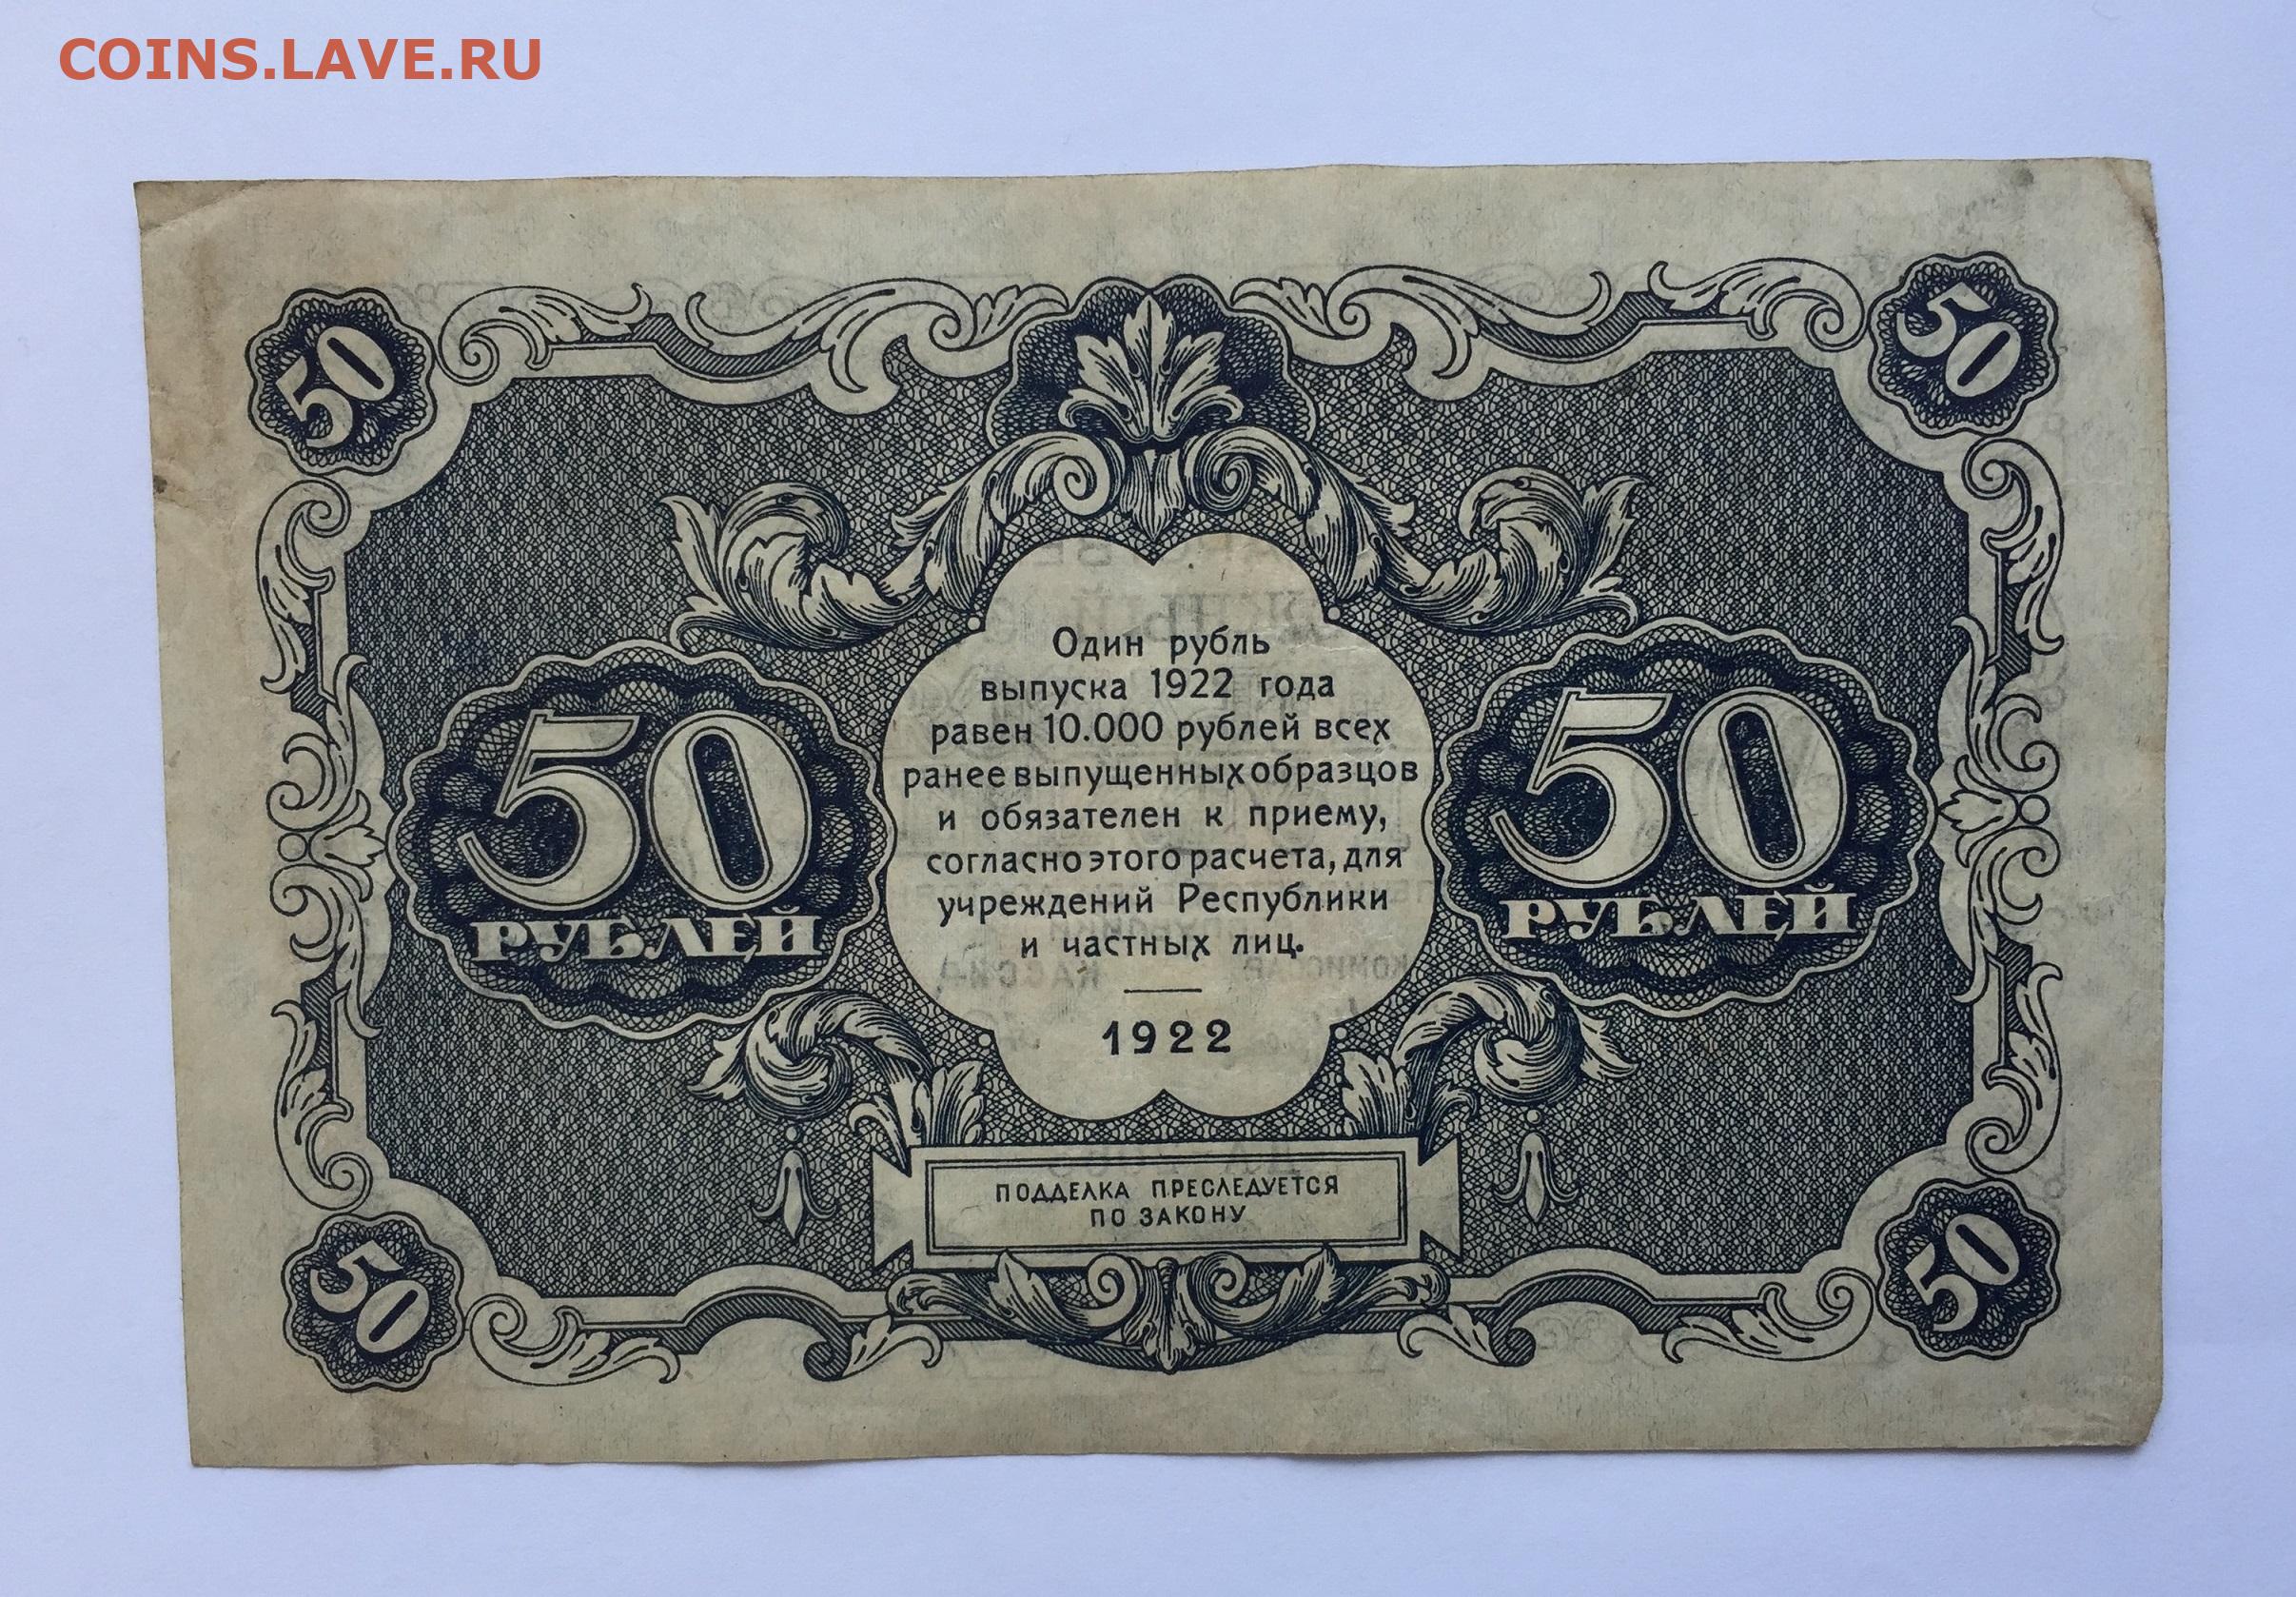 COINS.LAVE.RU
50
50
Один рубль
выпуска 1922 года
равен 10.000 рублей всех
ранее выпущенных образцов
и обязателен к приему,
согласно этого расчета, для
учреждений Республики
и частных лиц.
1922
50
РУБЛЕЙ
50
РУБЛЕЙ
ПОДДЕЛКА ПРЕСЛЕДУЕТСЯ
ПО ЗАКОНУ
50
50